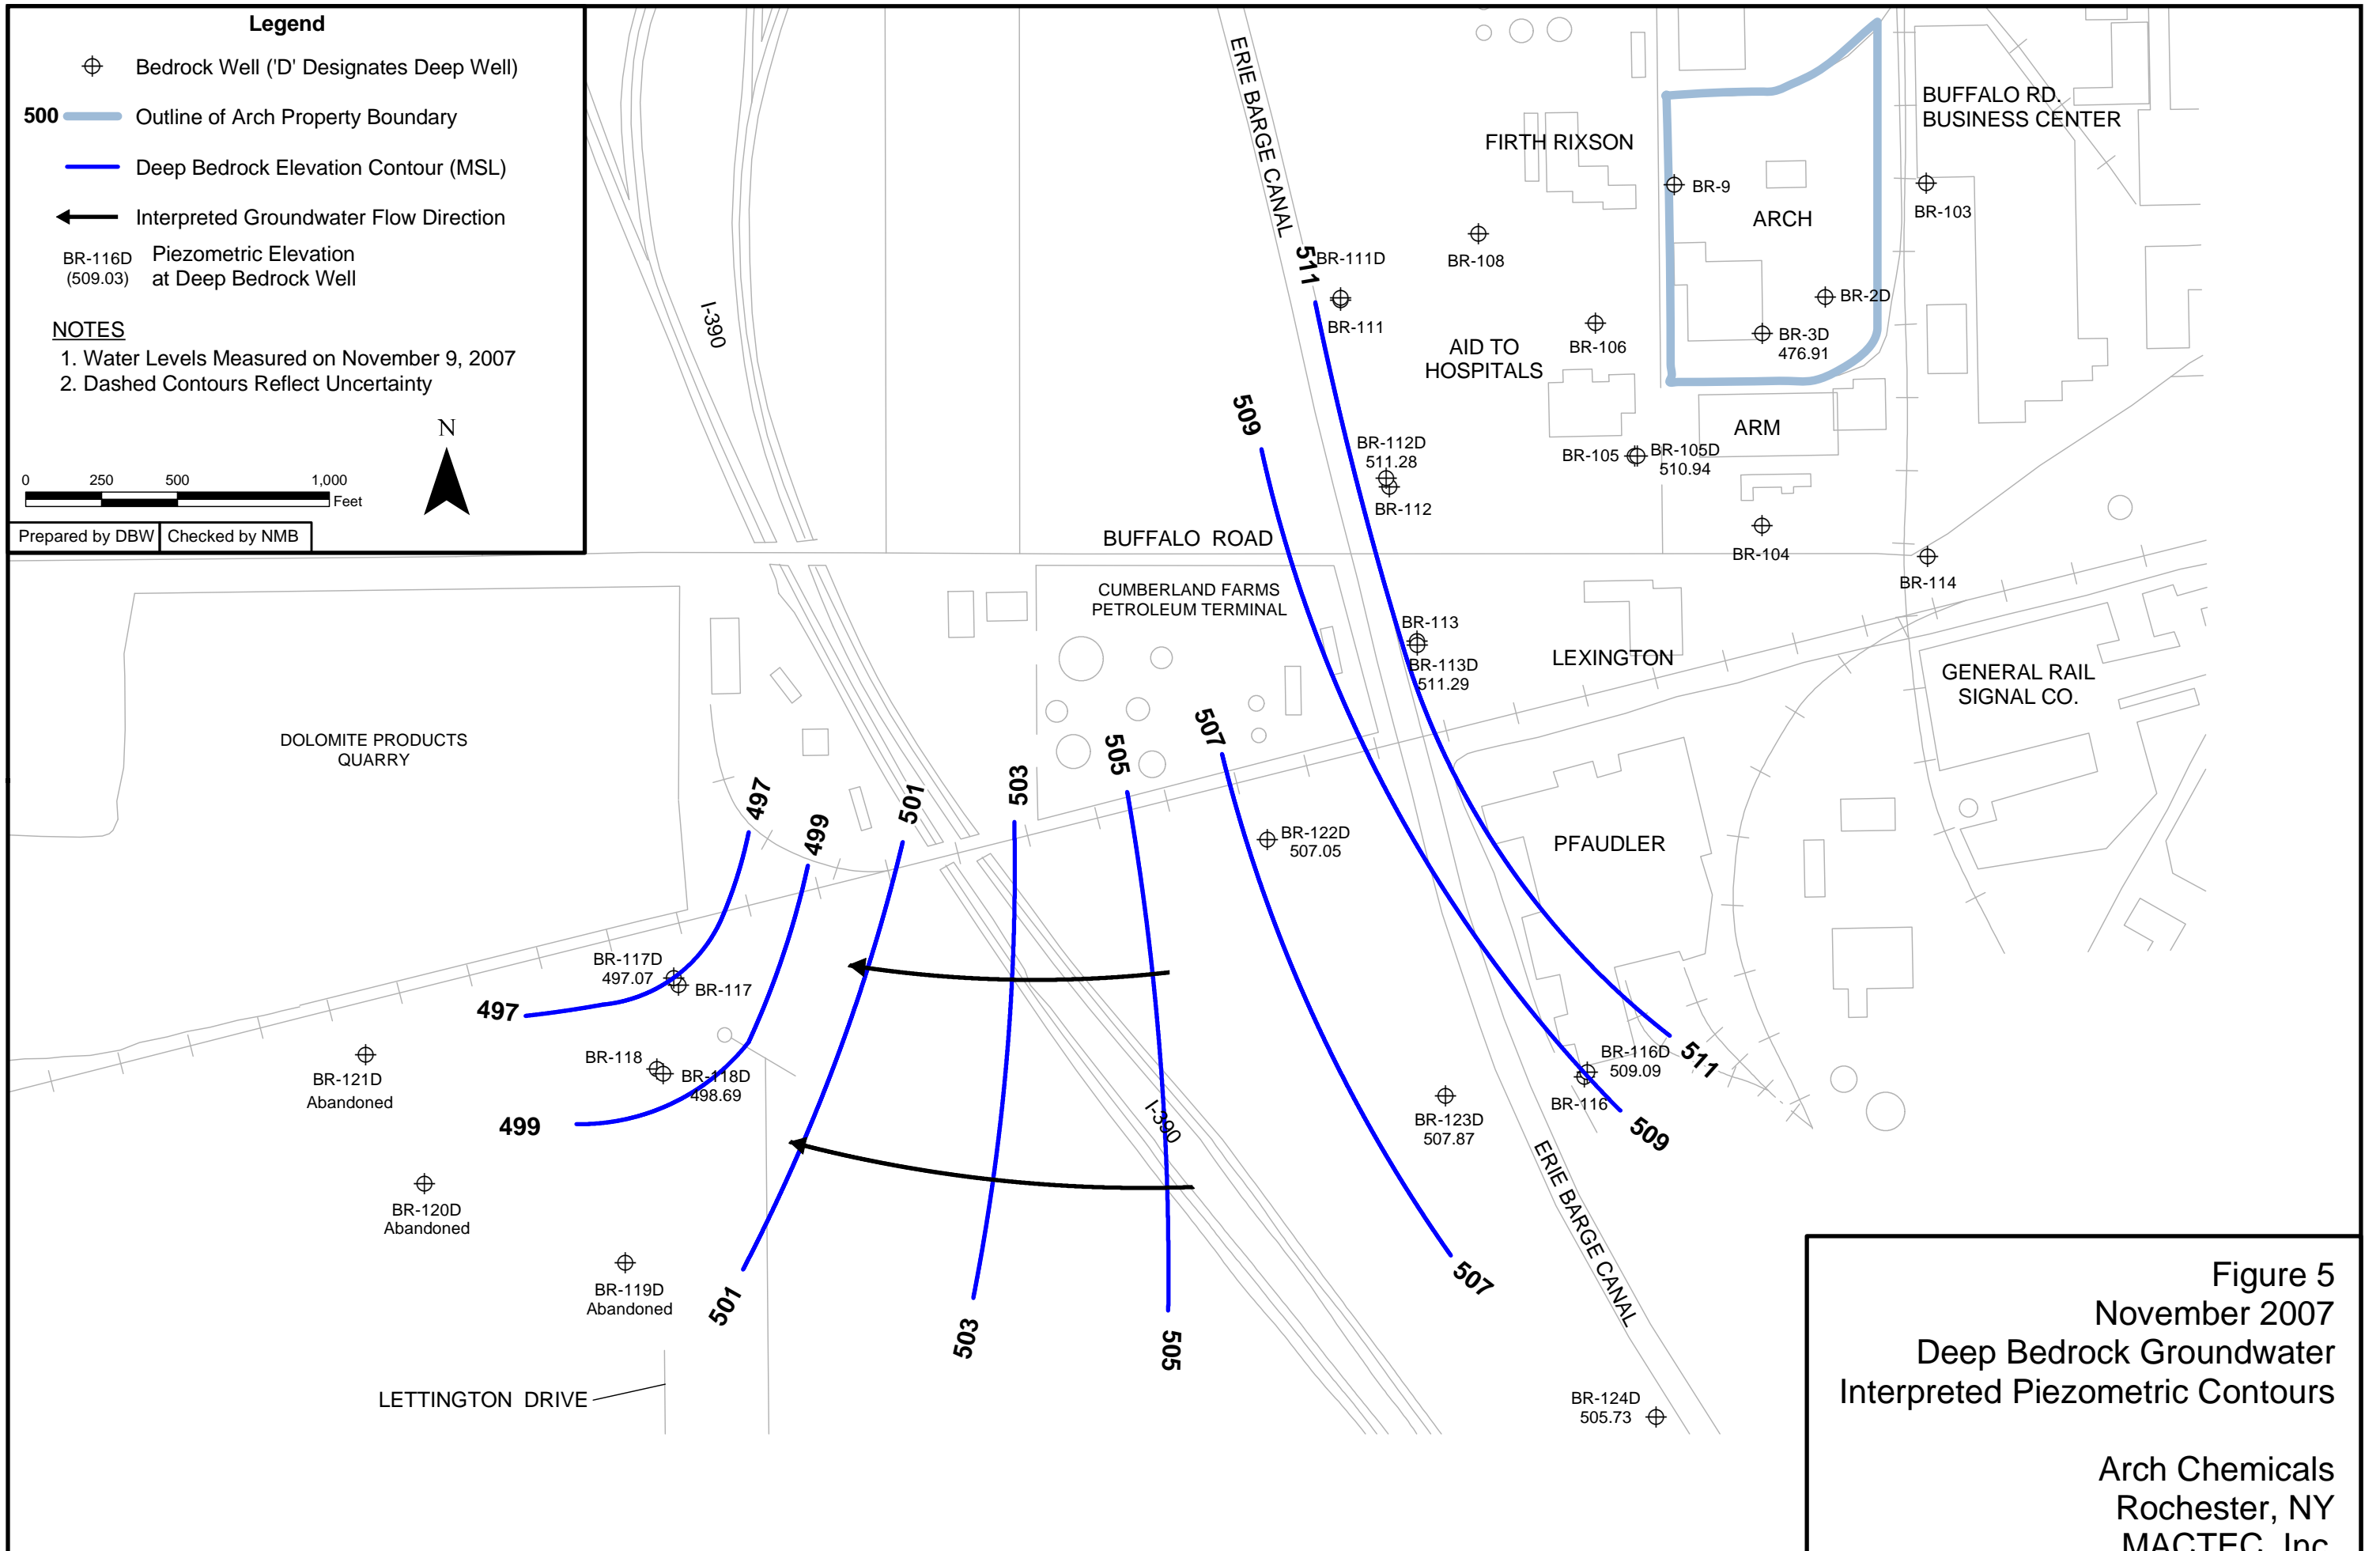 Legend
Bedrock Well ('D' Designates Deep Well)
500
Outline of Arch Property Boundary
Deep Bedrock Elevation Contour (MSL)
Interpreted Groundwater Flow Direction
BR-116D
(509.03)
Piezometric Elevation
at Deep Bedrock Well
NOTES
1. Water Levels Measured on November 9, 2007
2. Dashed Contours Reflect Uncertainty
N
0 250 500 1,000
Feet
Prepared by DBW
Checked by NMB
I-390
ERIE BARGE CANAL
FIRTH RIXSON
BUFFALO RD.
BUSINESS CENTER
BR-9
BR-103
ARCH
BR-108
511
BR-111D
BR-111
BR-2D
BR-3D
476.91
BR-106
AID TO
HOSPITALS
509
ARM
BR-112D
511.28
BR-112
BR-105
BR-105D
510.94
BUFFALO ROAD
BR-104
BR-114
CUMBERLAND FARMS
PETROLEUM TERMINAL
BR-113
BR-113D
511.29
LEXINGTON
GENERAL RAIL
SIGNAL CO.
DOLOMITE PRODUCTS
QUARRY
497
499
501
503
505
507
BR-122D
507.05
PFAUDLER
BR-117D
497.07
BR-117
497
BR-118
BR-118D
498.69
499
BR-121D
Abandoned
BR-120D
Abandoned
BR-119D
Abandoned
I-390
BR-123D
507.87
BR-116D
509.09
BR-116
511
509
507
501
503
505
ERIE BARGE CANAL
LETTINGTON DRIVE
BR-124D
505.73
Figure 5
November 2007
Deep Bedrock Groundwater
Interpreted Piezometric Contours
Arch Chemicals
Rochester, NY
MACTEC, Inc.